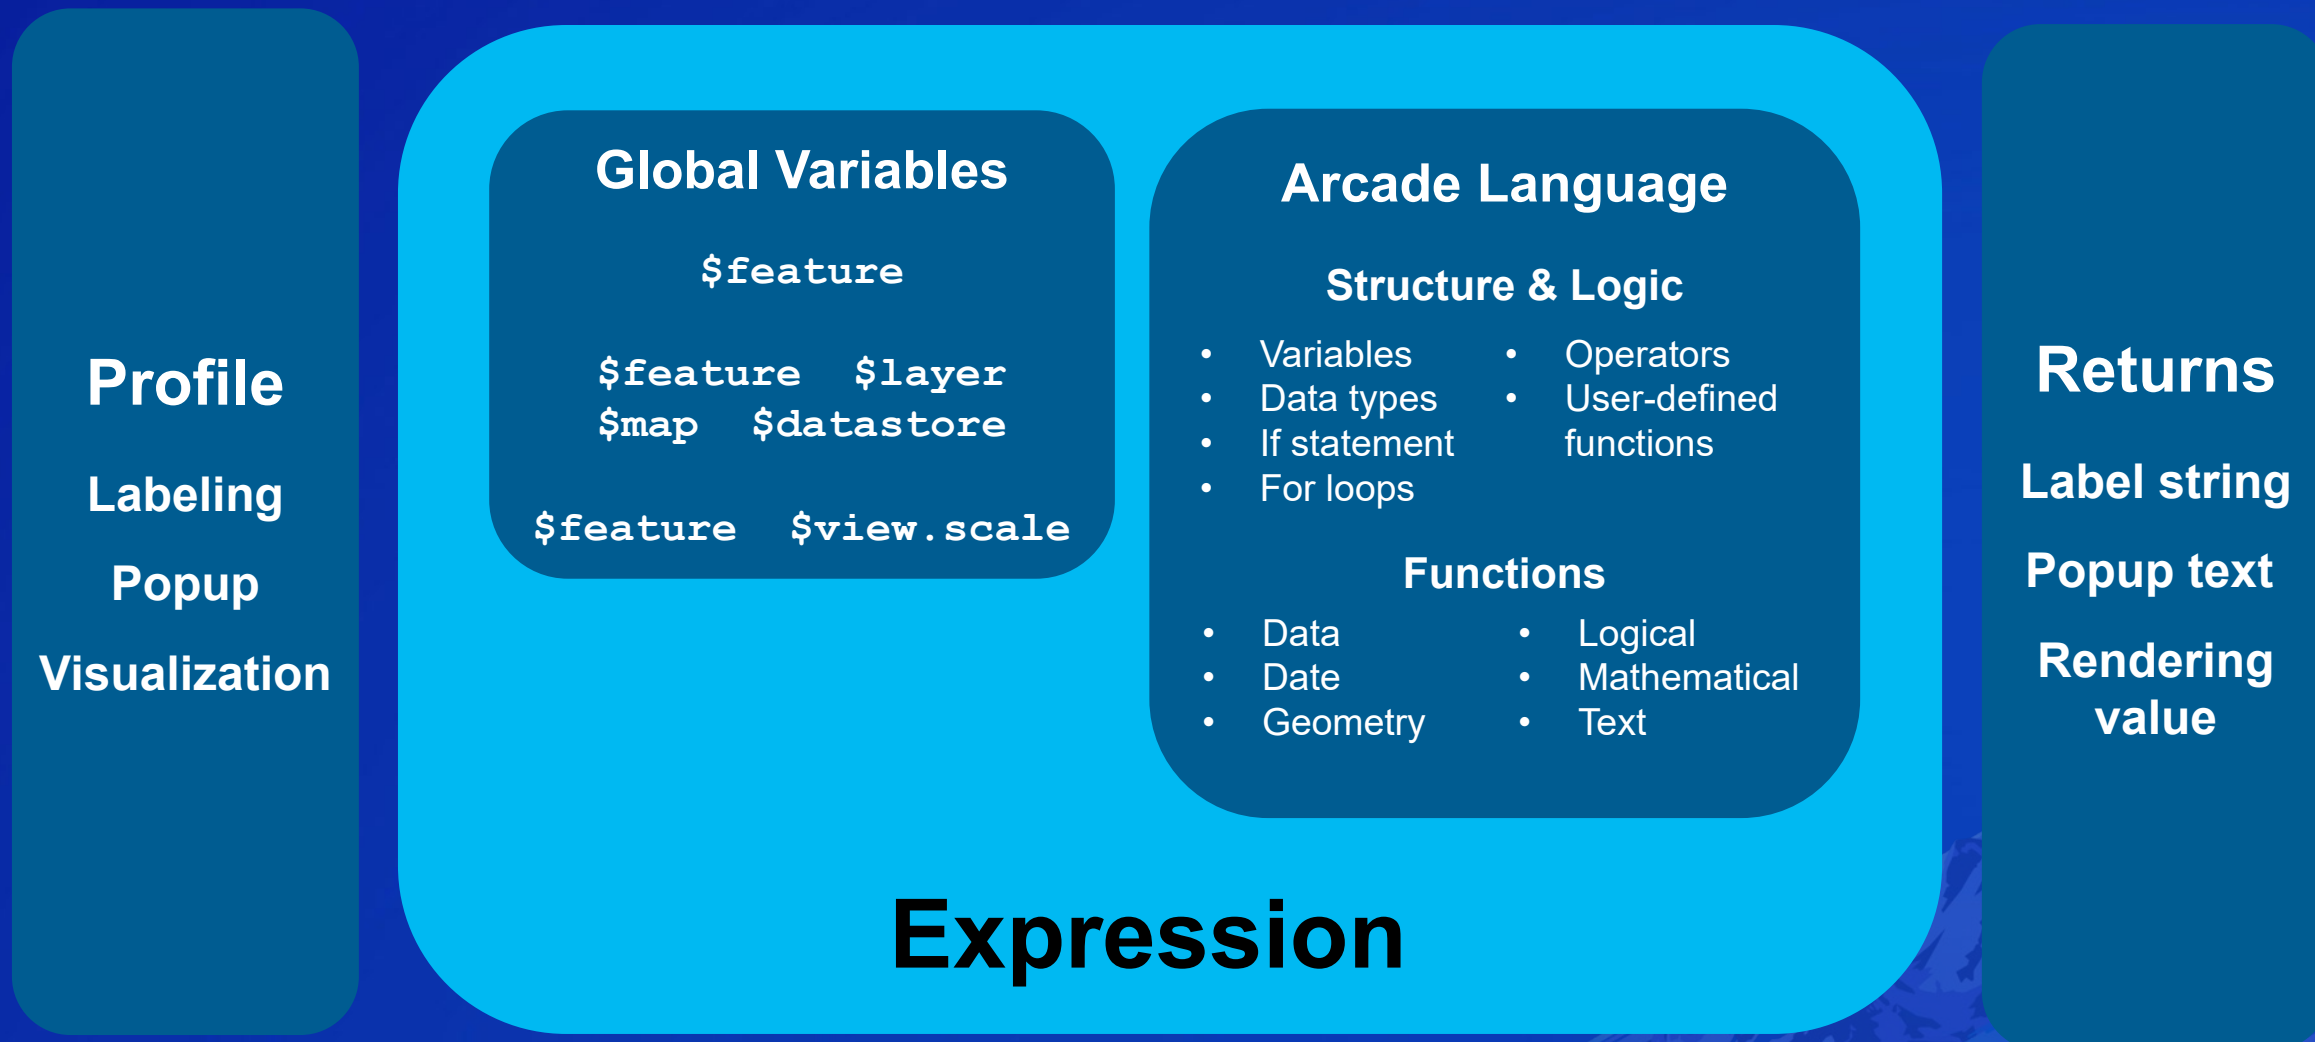 Profile
Labeling
Popup
Visualization
Global Variables
$feature
$feature $layer
$map $datastore
$feature $view.scale
Arcade Language
Structure & Logic
• Variables
• Data types
• If statement
• For loops
• Operators
• User-defined
functions
Functions
• Data
• Date
• Geometry
• Logical
• Mathematical
• Text
Expression
Returns
Label string
Popup text
Rendering
value